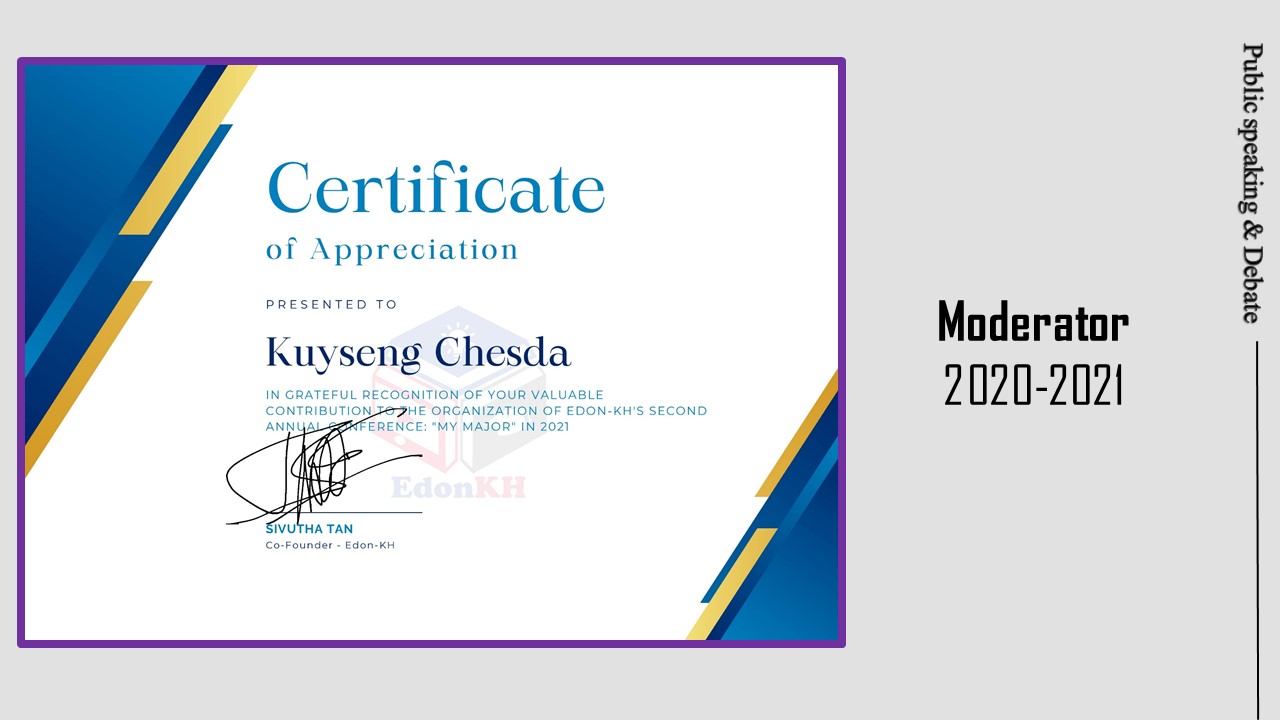 Certificate
of Appreciation
PRESENTED TO
Kuyseng Chesda
IN GRATEFUL RECOGNITION OF YOUR VALUABLE
CONTRIBUTION TO THE ORGANIZATION OF EDON-KH'S SECOND
ANNUAL CONFERENCE: "MY MAJOR" IN 2021
EdonKH
SIVUTHA TAN
Co-Founder - Edon-KH
Moderator
2020-2021
Public speaking & Debate